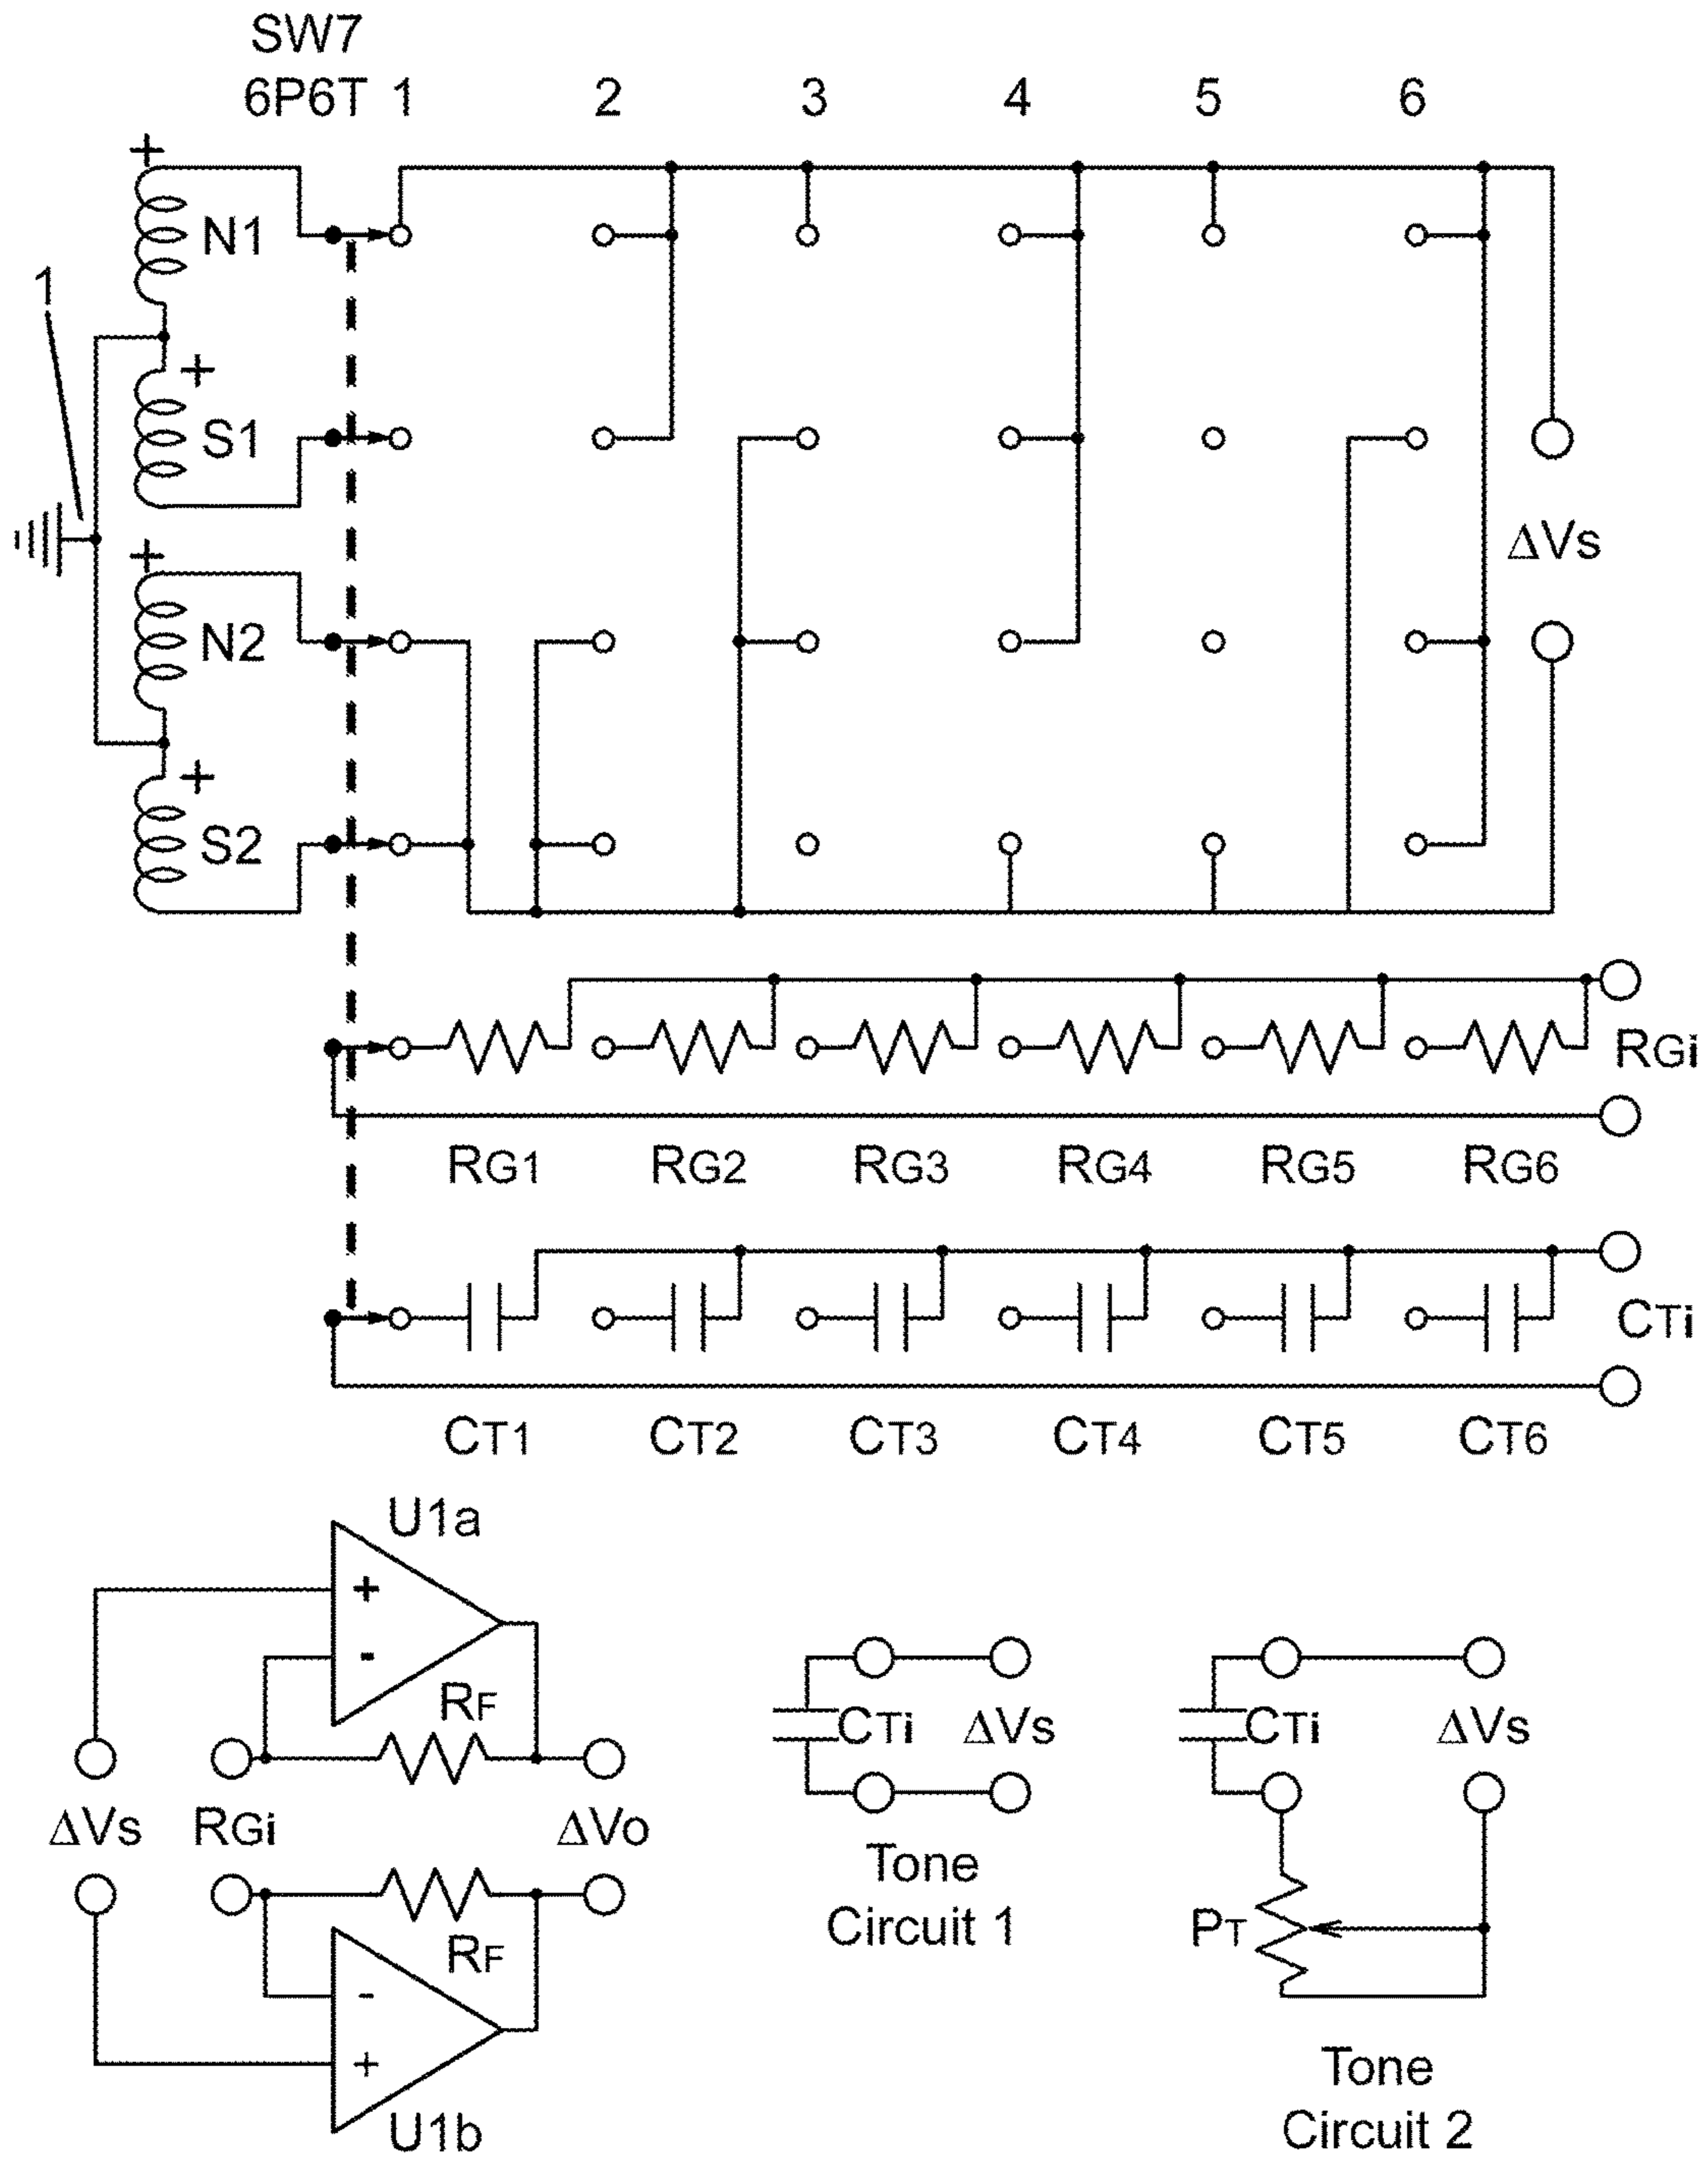 SW7
6P6T 1 2 3 4 5 6
+
N1
1
+
S1
+
ΔVs
N2
+
S2
RGi
RG1 RG2 RG3 RG4 RG5 RG6
CTi
CT1 CT2 CT3 CT4 CT5 CT6
U1a
+
-
RF
ΔVs RGi ΔVo
RF
-
+
U1b
CTi ΔVs
Tone
Circuit 1
CTi ΔVs
PT
Tone
Circuit 2